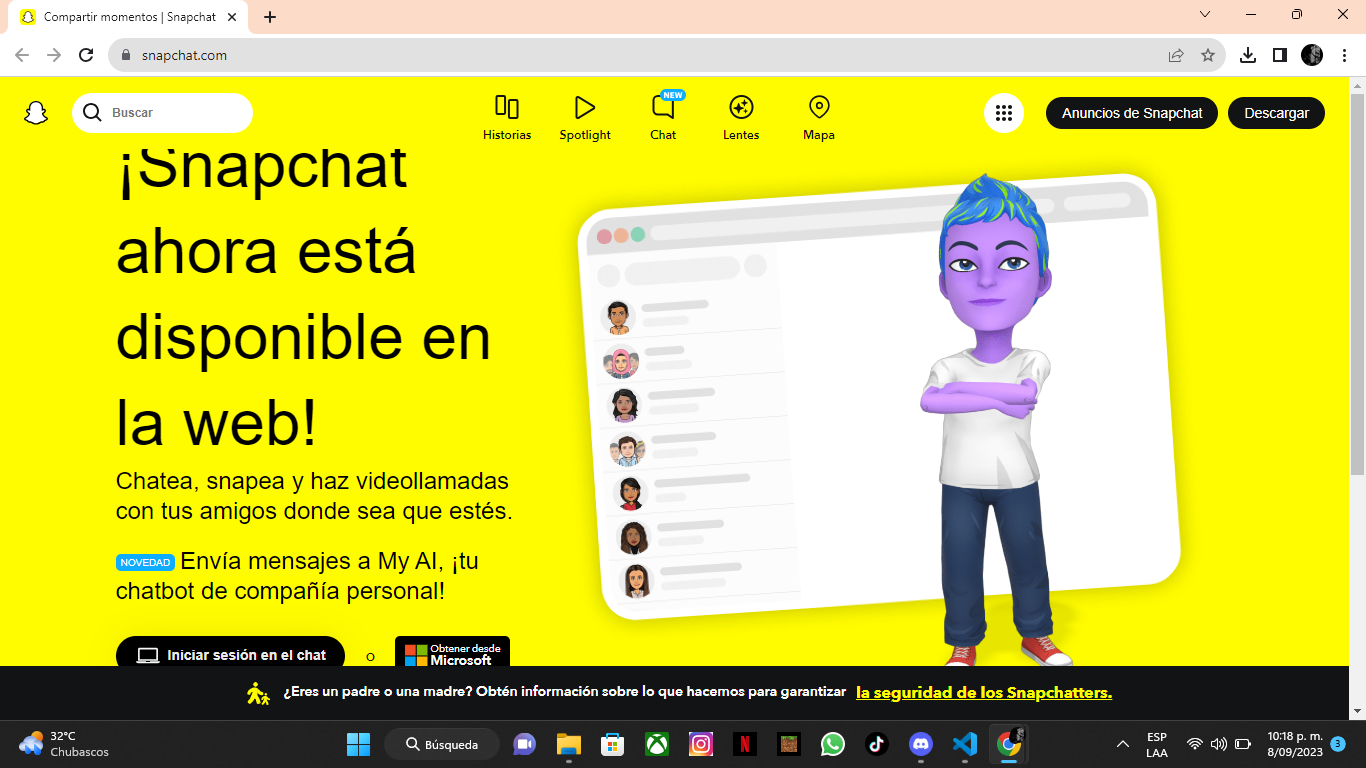 Compartir momentos | Snapchat
snapchat.com
Buscar
Historias
Spotlight
NEW
Chat
Lentes
Mapa
Anuncios de Snapchat
Descargar
¡Snapchat
ahora está
disponible en
la web!
Chatea, snapea y haz videollamadas
con tus amigos donde sea que estés.
NOVEDAD Envía mensajes a My AI, ¡tu
chatbot de compañía personal!
Iniciar sesión en el chat
o
Obtener desde
Microsoft
¿Eres un padre o una madre? Obtén información sobre lo que hacemos para garantizar la seguridad de los Snapchatters.
32°C
Chubascos
Búsqueda
N
ESP
LAA
10:18 p. m.
8/09/2023
3